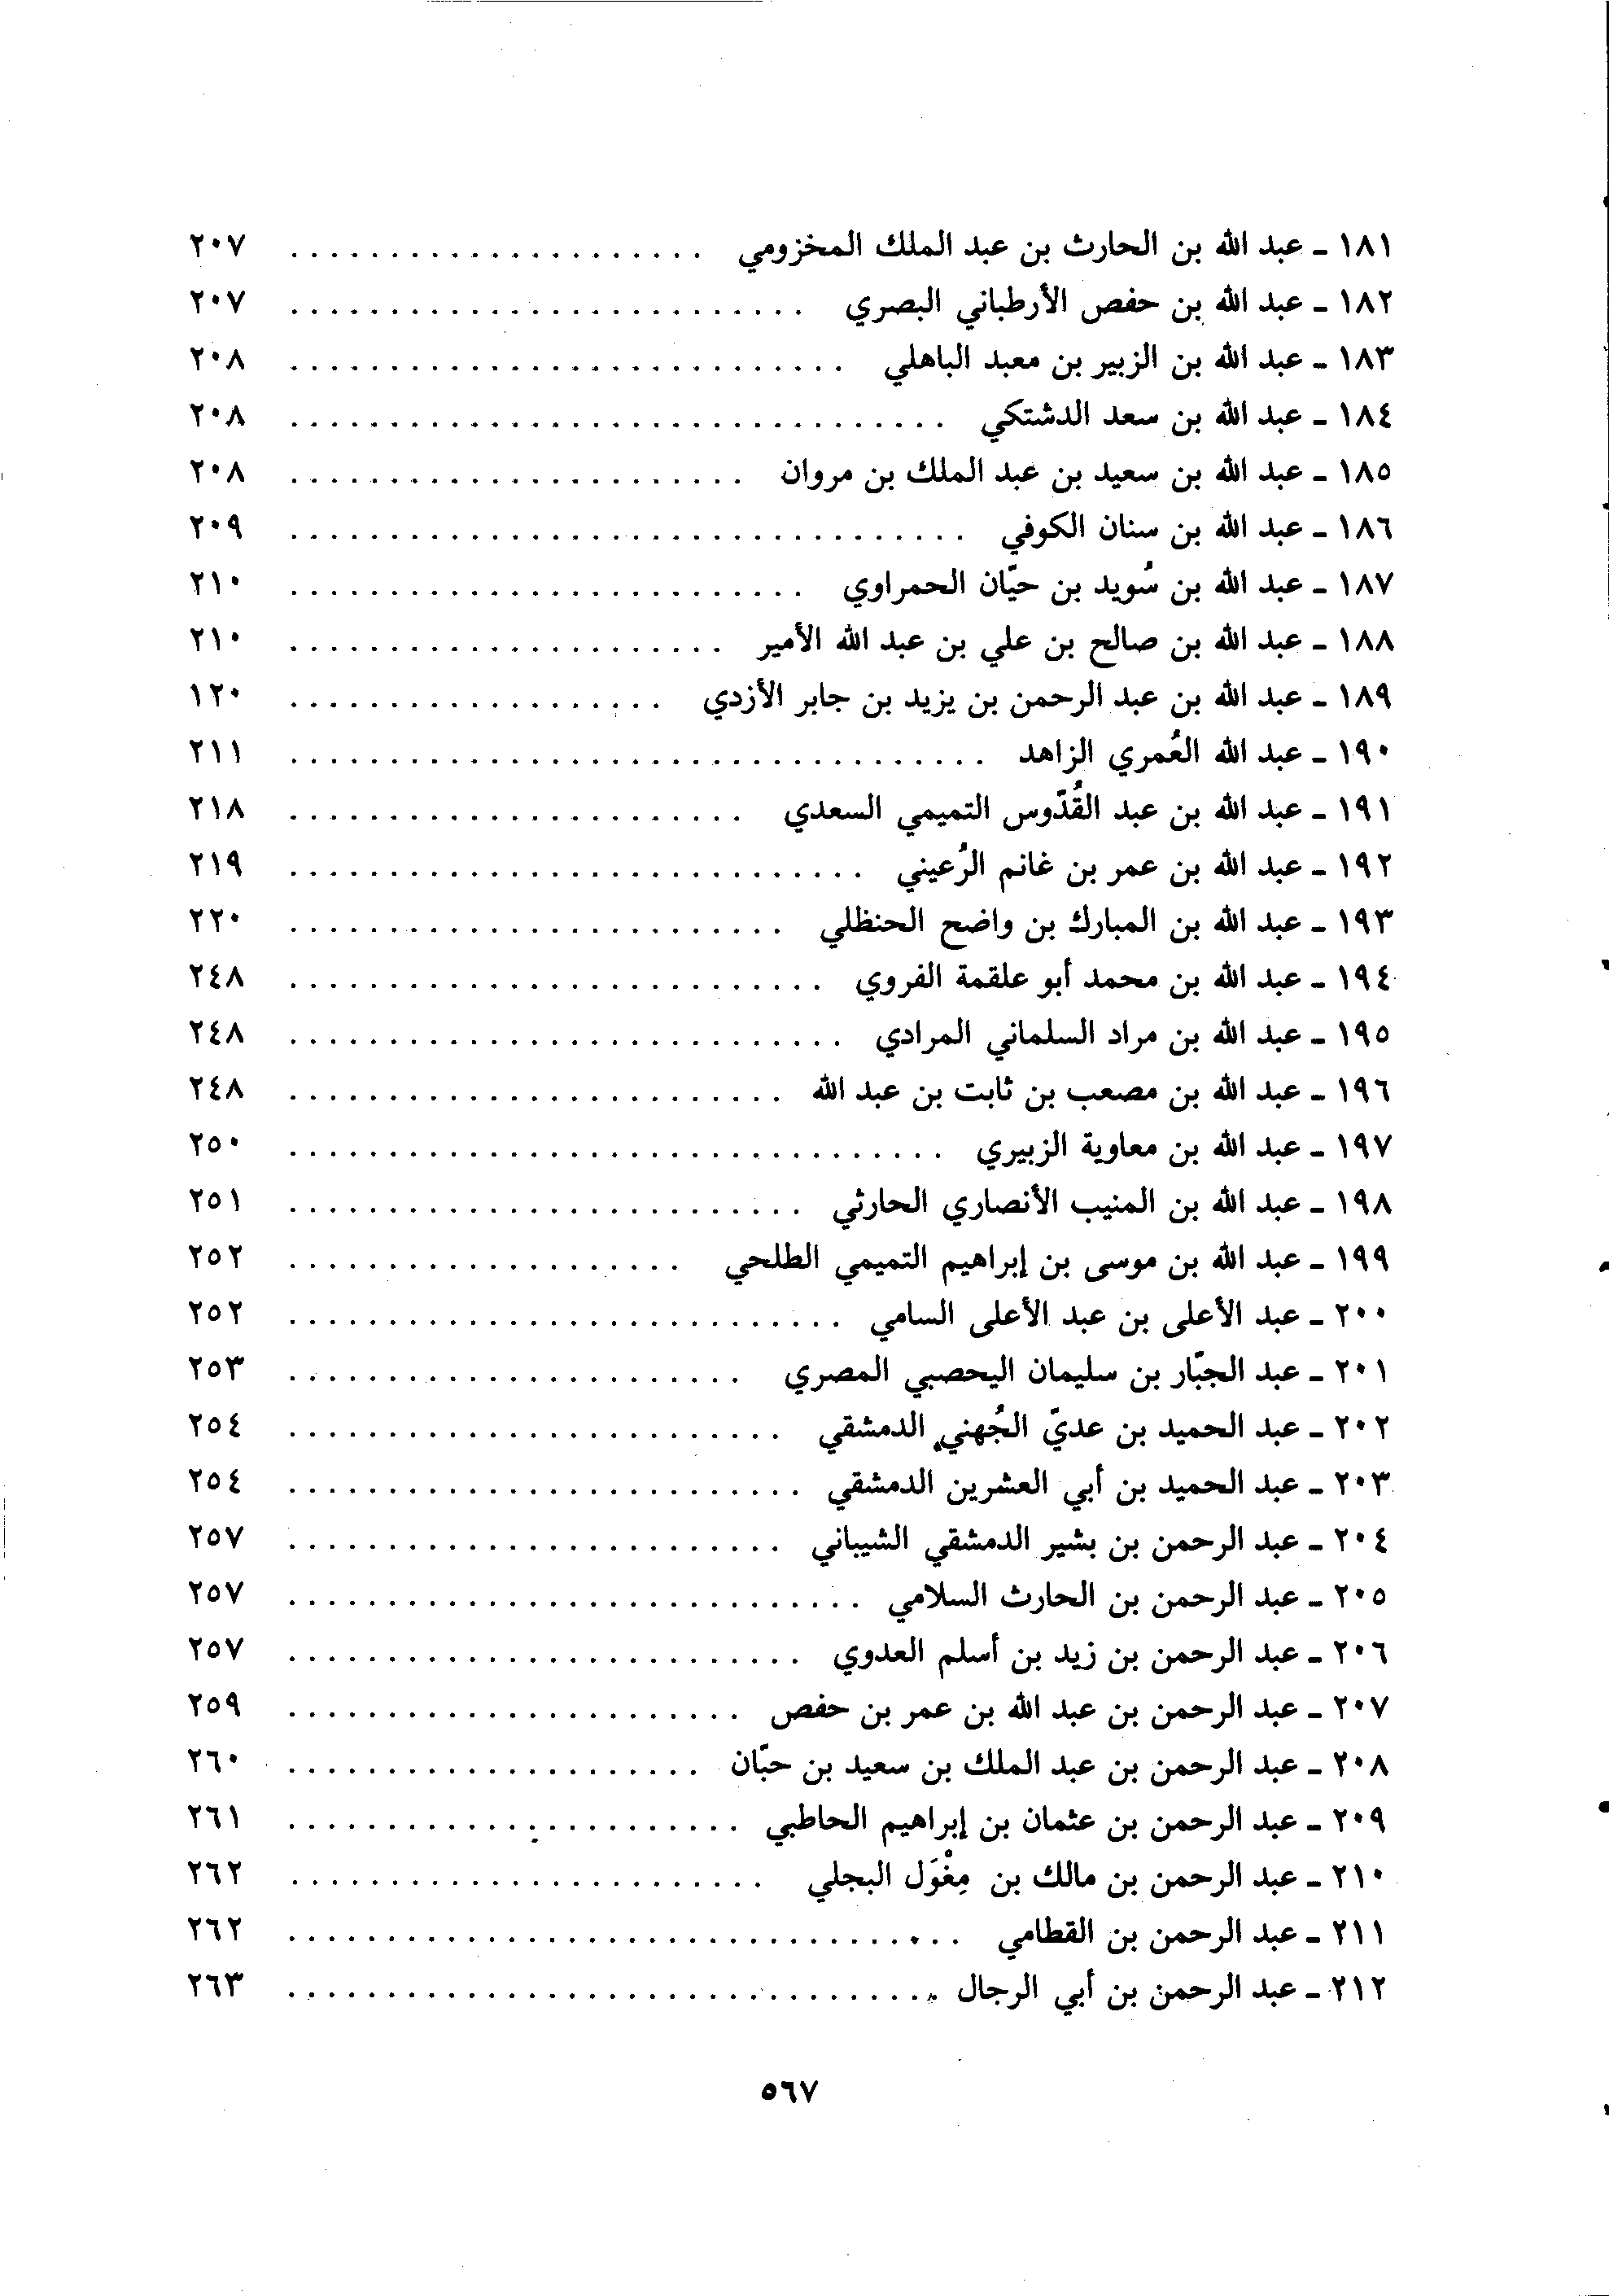 ١٨١ ـ عبد الله بن الحارث بن عبد الملك المخزومي ..................... ٢٠٧
١٨٢ ـ عبد الله بن حفص الأرطباني البصري .......................... ٢٠٧
١٨٣ ـ عبد الله بن الزبير بن معبد الباهلي ............................ ٢٠٨
١٨٤ ـ عبد الله بن سعد الدشتكي ................................. ٢٠٨
١٨٥ ـ عبد الله بن سعيد بن عبد الملك بن مروان ....................... ٢٠٨
١٨٦ ـ عبد الله بن سنان الكوفي .................................. ٢٠٩
١٨٧ ـ عبد الله بن سُويد بن حيّان الحمراوي .......................... ٢١٠
١٨٨ ـ عبد الله بن صالح بن علي بن عبد الله الأمير ...................... ٢١٠
١٨٩ ـ عبد الله بن عبد الرحمن بن يزيد بن جابر الأزدي ................... ١٢٠
١٩٠ ـ عبد الله العُمري الزاهد ................................... ٢١١
١٩١ ـ عبد الله بن عبد القُدّوس التميمي السعدي ....................... ٢١٨
١٩٢ ـ عبد الله بن عمر بن غانم الرُعيني ............................. ٢١٩
١٩٣ ـ عبد الله بن المبارك بن واضح الحنظلي ......................... ٢٢٠
١٩٤ ـ عبد الله بن محمد أبو علقمة الفروي ........................... ٢٤٨
١٩٥ ـ عبد الله بن مراد السلماني المرادي ............................ ٢٤٨
١٩٦ ـ عبد الله بن مصعب بن ثابت بن عبد الله ......................... ٢٤٨
١٩٧ ـ عبد الله بن معاوية الزبيري ................................. ٢٥٠
١٩٨ ـ عبد الله بن المنيب الأنصاري الحارثي .......................... ٢٥١
١٩٩ ـ عبد الله بن موسى بن إبراهيم التميمي الطلحي .................... ٢٥٢
٢٠٠ ـ عبد الأعلى بن عبد الأعلى السامي ............................ ٢٥٢
٢٠١ ـ عبد الجبّار بن سليمان اليحصبي المصري ....................... ٢٥٣
٢٠٢ ـ عبد الحميد بن عديّ الجُهني الدمشقي ......................... ٢٥٤
٢٠٣ ـ عبد الحميد بن أبي العشرين الدمشقي .......................... ٢٥٤
٢٠٤ ـ عبد الرحمن بن بشير الدمشقي الشيباني ......................... ٢٥٧
٢٠٥ ـ عبد الرحمن بن الحارث السلامي ............................. ٢٥٧
٢٠٦ ـ عبد الرحمن بن زيد بن أسلم العدوي .......................... ٢٥٧
٢٠٧ ـ عبد الرحمن بن عبد الله بن عمر بن حفص ....................... ٢٥٩
٢٠٨ ـ عبد الرحمن بن عبد الملك بن سعيد بن حبّان ..................... ٢٦٠
٢٠٩ ـ عبد الرحمن بن عثمان بن إبراهيم الحاطبي ....................... ٢٦١
٢١٠ ـ عبد الرحمن بن مالك بن مِغْوَل البجلي ........................ ٢٦٢
٢١١ ـ عبد الرحمن بن القطامي .................................. ٢٦٢
٢١٢ ـ عبد الرحمن بن أبي الرجال ................................. ٢٦٣
٥٦٧